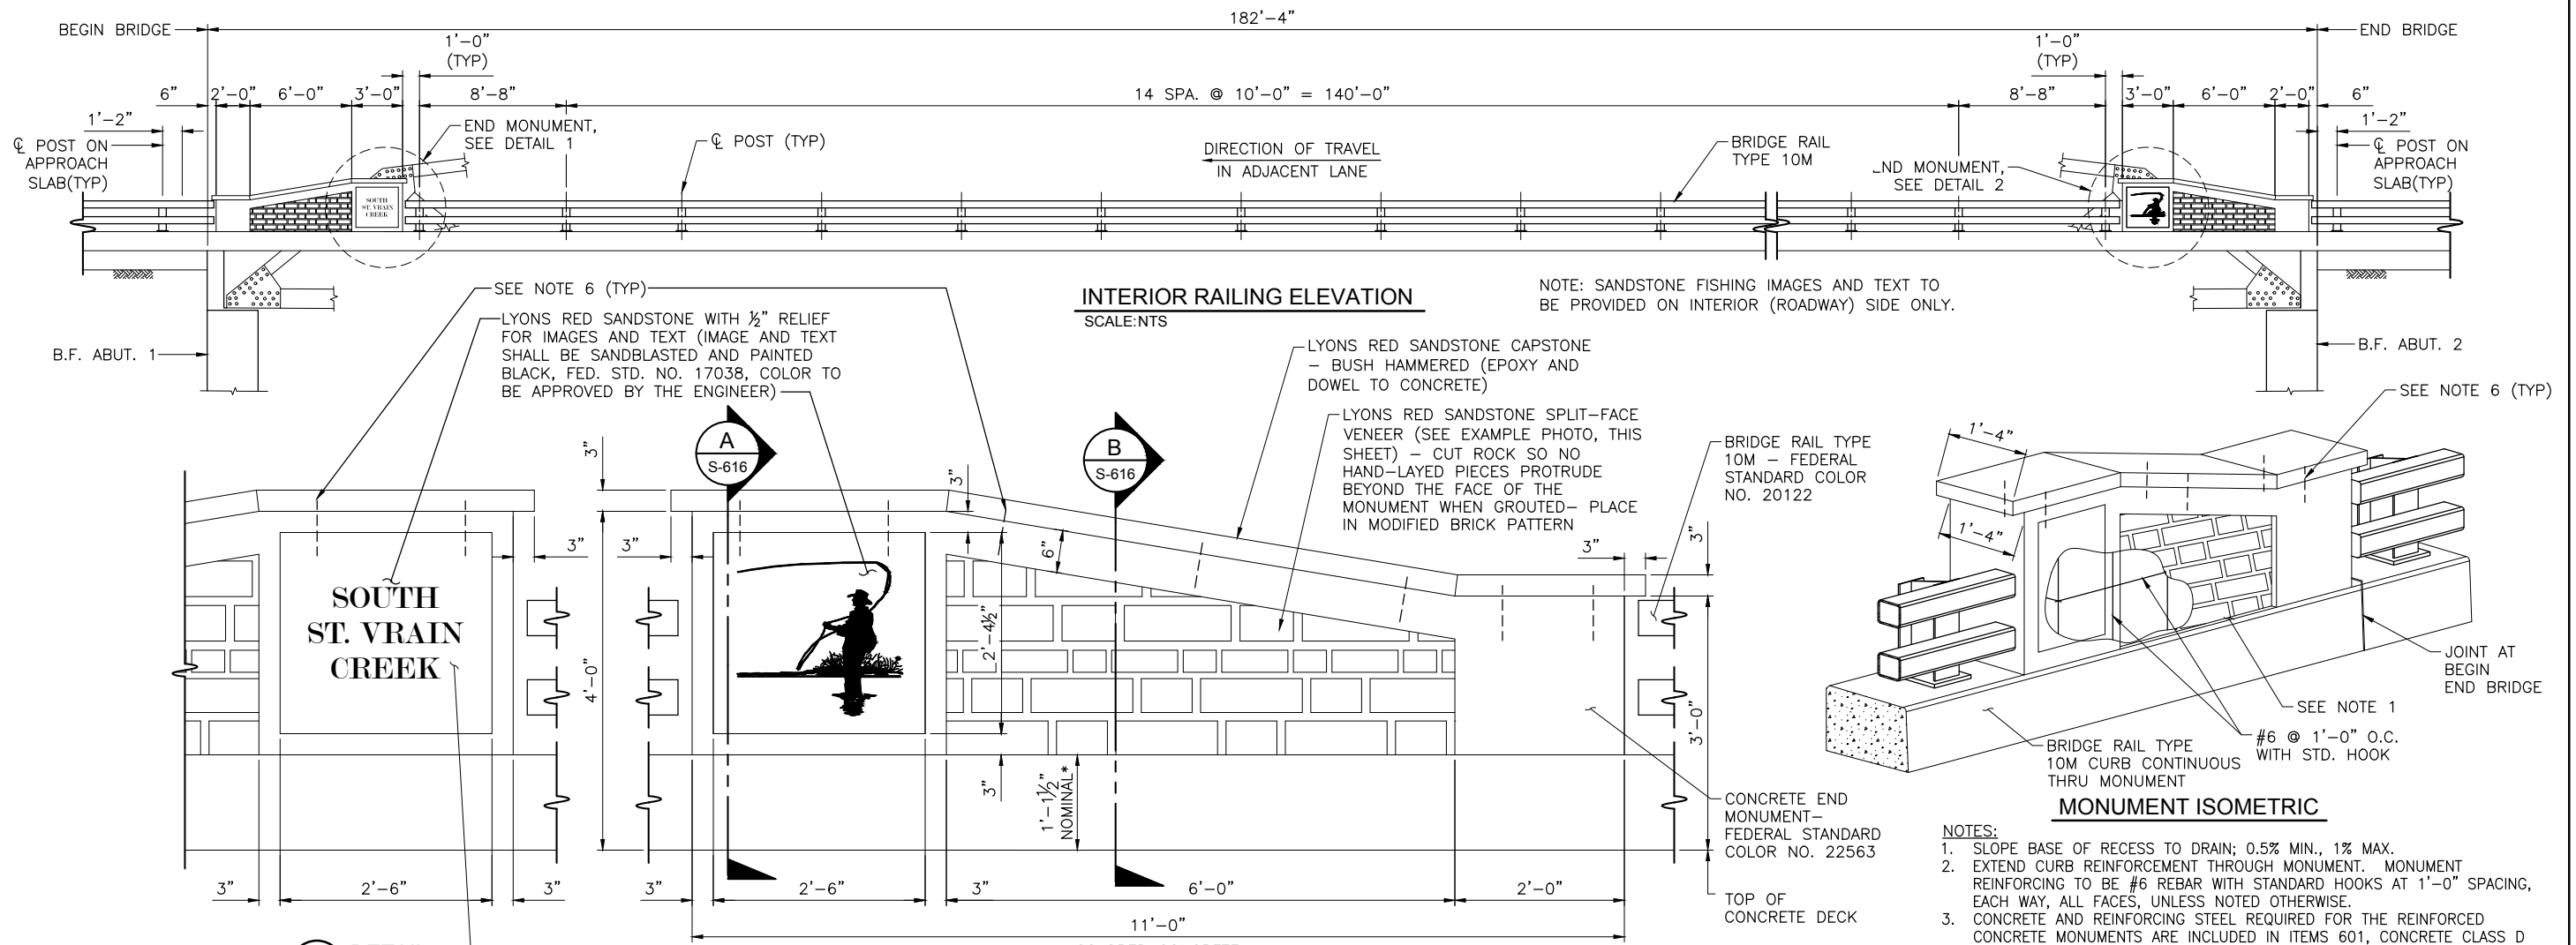 182'-4"
BEGIN BRIDGE
END BRIDGE
1'-0"
(TYP)
1'-0"
(TYP)
6"
2'-0"
6'-0"
3'-0"
8'-8"
14 SPA. @ 10'-0" = 140'-0"
8'-8"
3'-0"
6'-0"
2'-0"
6"
1'-2"
1'-2"
℄ POST ON
APPROACH
SLAB(TYP)
END MONUMENT,
SEE DETAIL 1
℄ POST (TYP)
DIRECTION OF TRAVEL
IN ADJACENT LANE
BRIDGE RAIL
TYPE 10M
END MONUMENT,
SEE DETAIL 2
℄ POST ON
APPROACH
SLAB(TYP)
SOUTH
ST. VRAIN
CREEK
SEE NOTE 6 (TYP)
INTERIOR RAILING ELEVATION
SCALE:NTS
NOTE: SANDSTONE FISHING IMAGES AND TEXT TO
BE PROVIDED ON INTERIOR (ROADWAY) SIDE ONLY.
B.F. ABUT. 1
B.F. ABUT. 2
LYONS RED SANDSTONE WITH ½" RELIEF
FOR IMAGES AND TEXT (IMAGE AND TEXT
SHALL BE SANDBLASTED AND PAINTED
BLACK, FED. STD. NO. 17038, COLOR TO
BE APPROVED BY THE ENGINEER)
LYONS RED SANDSTONE CAPSTONE
– BUSH HAMMERED (EPOXY AND
DOWEL TO CONCRETE)
LYONS RED SANDSTONE SPLIT–FACE
VENEER (SEE EXAMPLE PHOTO, THIS
SHEET) – CUT ROCK SO NO
HAND–LAYED PIECES PROTRUDE
BEYOND THE FACE OF THE
MONUMENT WHEN GROUTED– PLACE
IN MODIFIED BRICK PATTERN
BRIDGE RAIL TYPE
10M – FEDERAL
STANDARD COLOR
NO. 20122
SEE NOTE 6 (TYP)
A
S-616
B
S-616
3"
3"
3"
3"
6"
3"
3"
1'-4"
1'-4"
SOUTH
ST. VRAIN
CREEK
4'-0"
2'-4½"
3'-0"
3"
1'-1½"
NOMINAL*
3"
2'-6"
3"
3"
2'-6"
3"
6'-0"
2'-0"
11'-0"
CONCRETE END
MONUMENT–
FEDERAL STANDARD
COLOR NO. 22563
TOP OF
CONCRETE DECK
JOINT AT
BEGIN
END BRIDGE
SEE NOTE 1
#6 @ 1'-0" O.C.
WITH STD. HOOK
BRIDGE RAIL TYPE
10M CURB CONTINUOUS
THRU MONUMENT
MONUMENT ISOMETRIC
NOTES:
1. SLOPE BASE OF RECESS TO DRAIN; 0.5% MIN., 1% MAX.
2. EXTEND CURB REINFORCEMENT THROUGH MONUMENT. MONUMENT
REINFORCING TO BE #6 REBAR WITH STANDARD HOOKS AT 1'-0" SPACING,
EACH WAY, ALL FACES, UNLESS NOTED OTHERWISE.
3. CONCRETE AND REINFORCING STEEL REQUIRED FOR THE REINFORCED
CONCRETE MONUMENTS ARE INCLUDED IN ITEMS 601, CONCRETE CLASS D